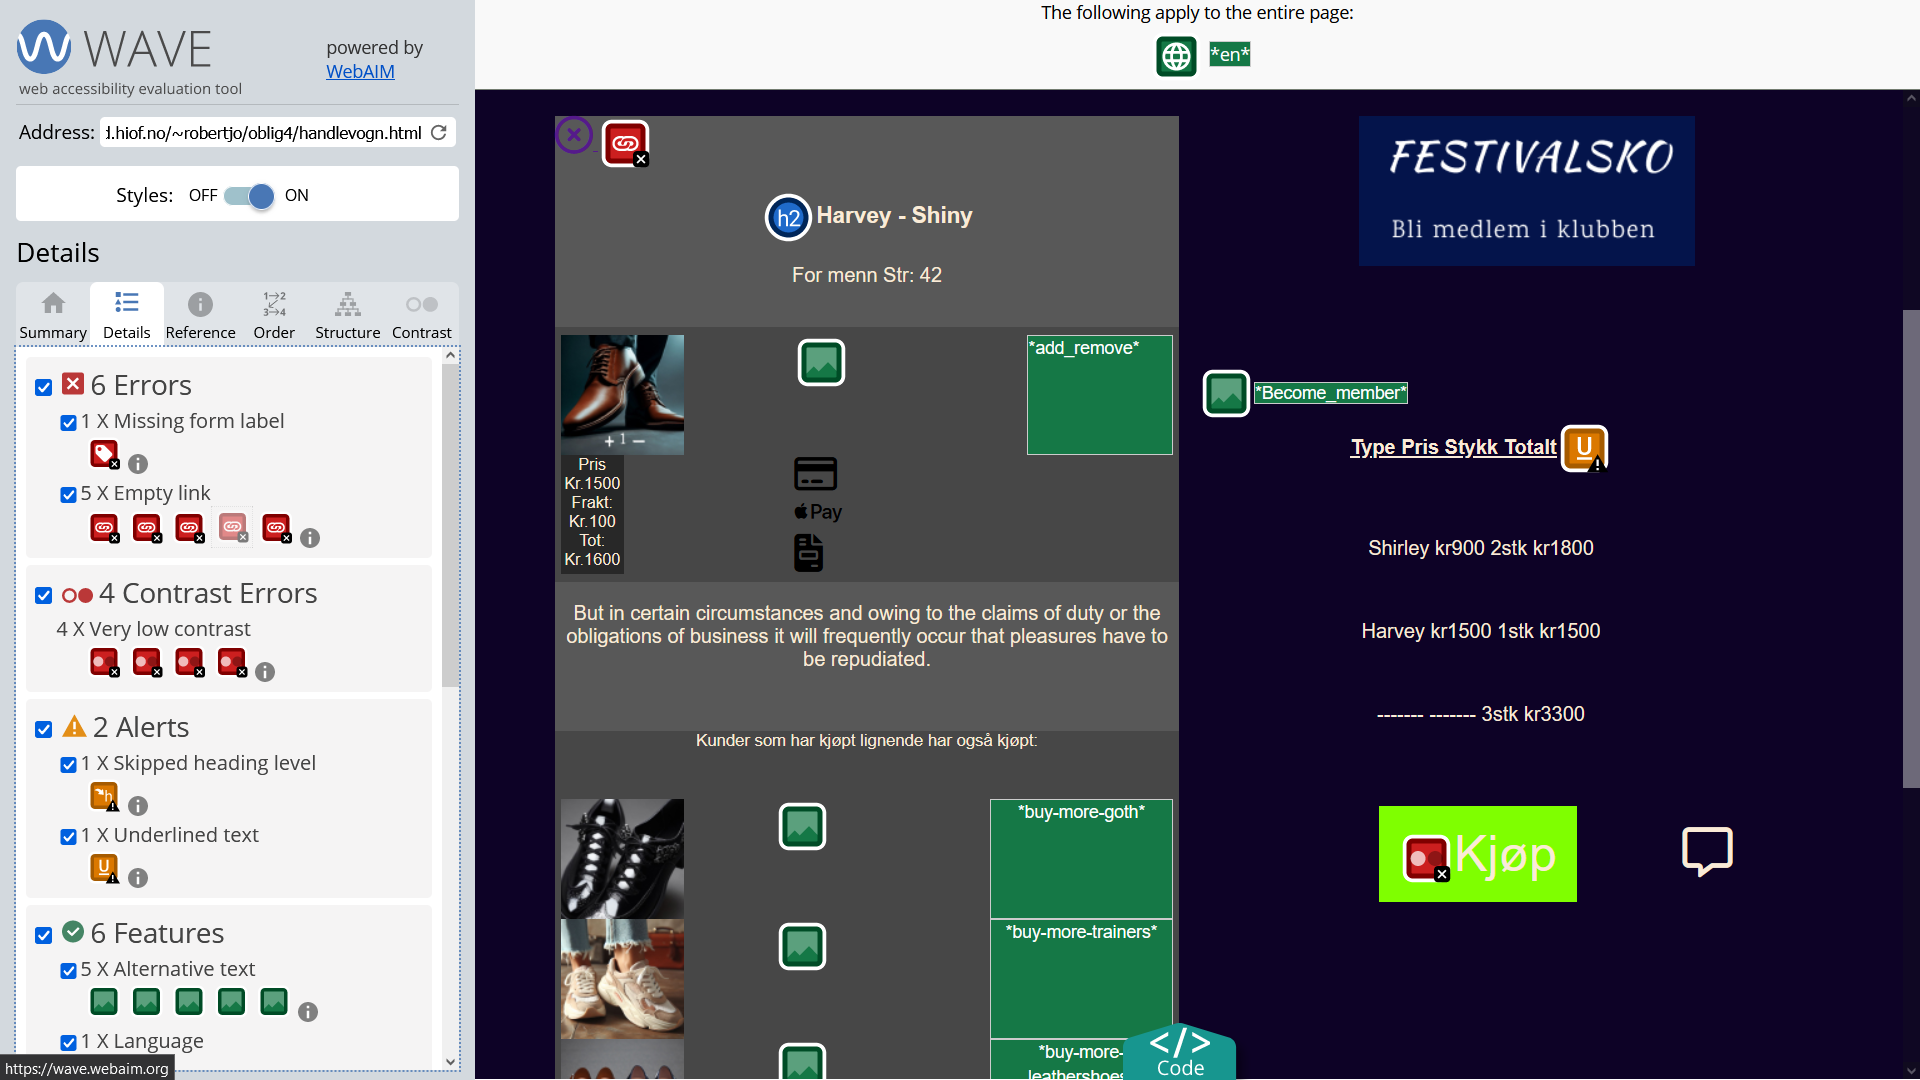 WAVE
powered by
WebAIM
web accessibility evaluation tool
Address: d.hiof.no/~robertjo/oblig4/handlevogn.html
Styles: OFF ON
Details
Summary Details Reference Order Structure Contrast
6 Errors
1 X Missing form label
5 X Empty link
4 Contrast Errors
4 X Very low contrast
2 Alerts
1 X Skipped heading level
1 X Underlined text
U
6 Features
5 X Alternative text
1 X Language
https://wave.webaim.org
The following apply to the entire page:
*en*
h2 Harvey - Shiny
For menn Str: 42
+ 1 −
*add_remove*
Pris
Kr.1500
Frakt:
Kr.100
Tot:
Kr.1600
Pay
But in certain circumstances and owing to the claims of duty or the
obligations of business it will frequently occur that pleasures have to
be repudiated.
Kunder som har kjøpt lignende har også kjøpt:
*buy-more-goth*
*buy-more-trainers*
*buy-more-
leathershoes
</>
Code
FESTIVALSKO
Bli medlem i klubben
*Become_member*
Type Pris Stykk Totalt U
Shirley kr900 2stk kr1800
Harvey kr1500 1stk kr1500
------- ------- 3stk kr3300
Kjøp